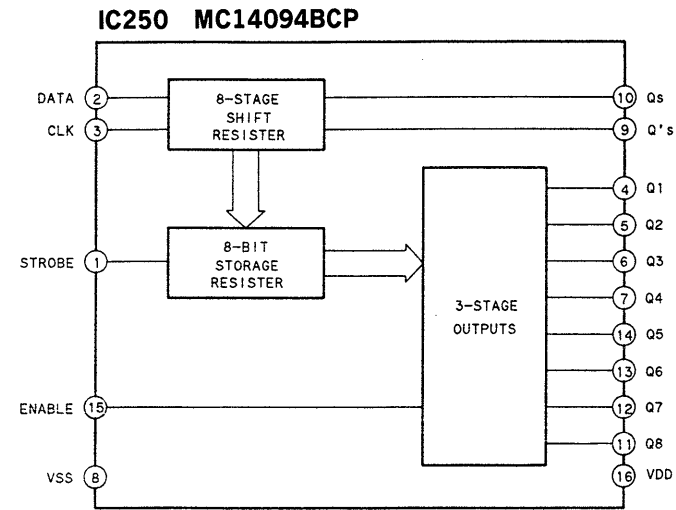 IC250 MC14094BCP
DATA 2
8-STAGE
SHIFT
RESISTER
10 Qs
CLK 3
9 Q's
4 Q1
5 Q2
STROBE 1
8-BIT
STORAGE
RESISTER
6 Q3
7 Q4
3-STAGE
OUTPUTS
14 Q5
13 Q6
ENABLE 15
12 Q7
11 Q8
VSS 8
16 VDD